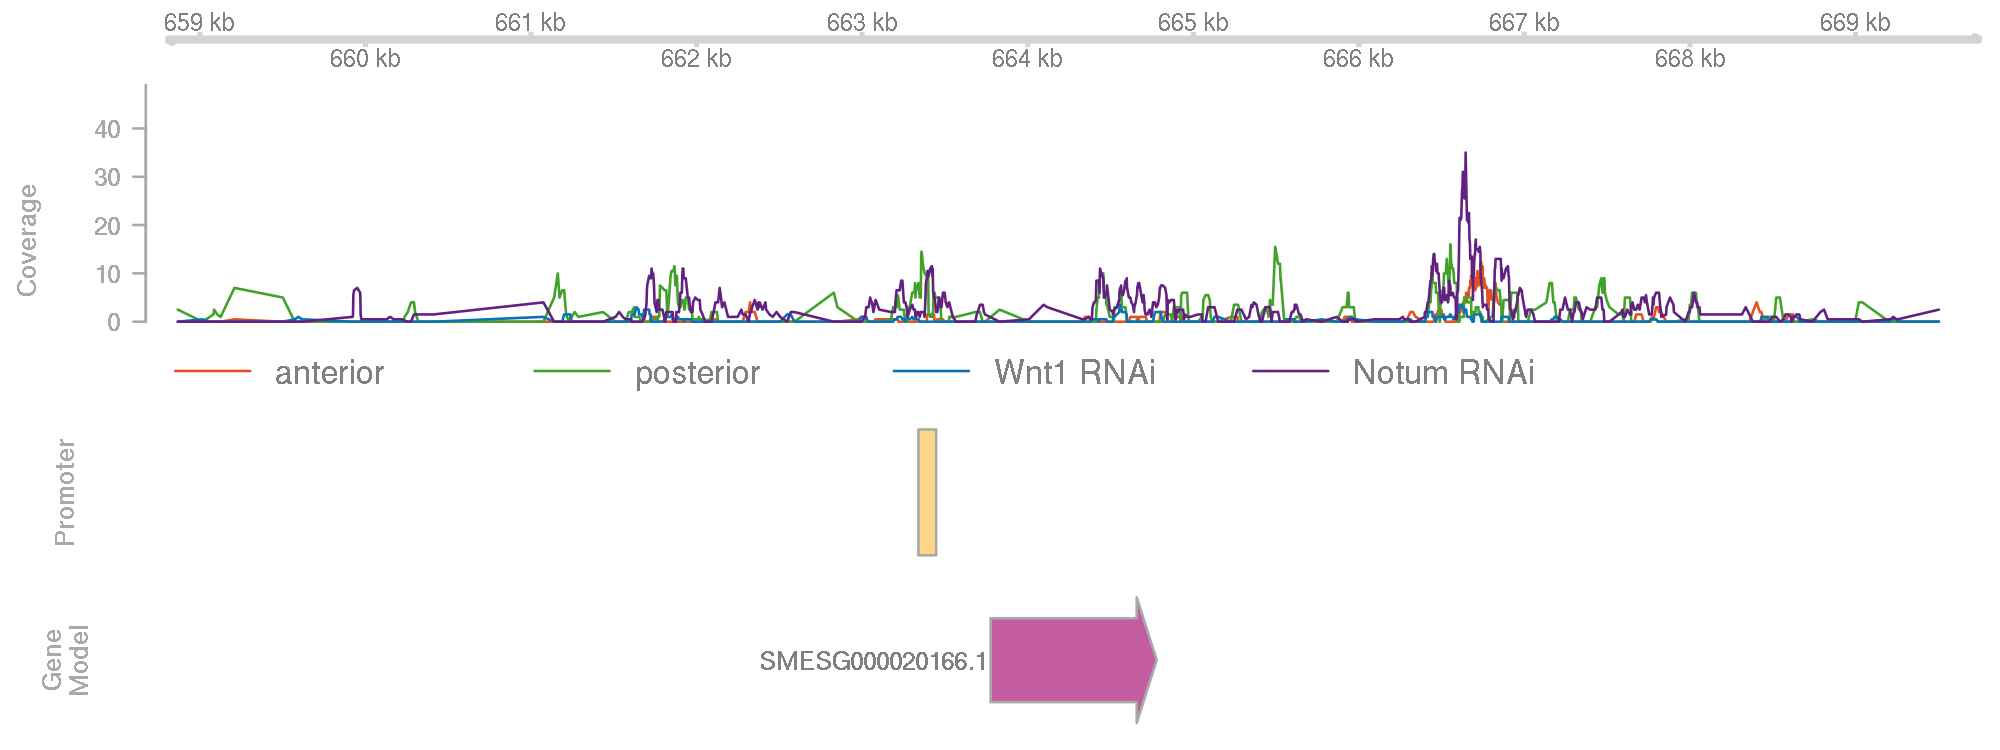 659 kb 661 kb 663 kb 665 kb 667 kb 669 kb
660 kb 662 kb 664 kb 666 kb 668 kb
Coverage
40
30
20
10
0
anterior posterior Wnt1 RNAi Notum RNAi
Promoter
Gene
Model
SMESG000020166.1